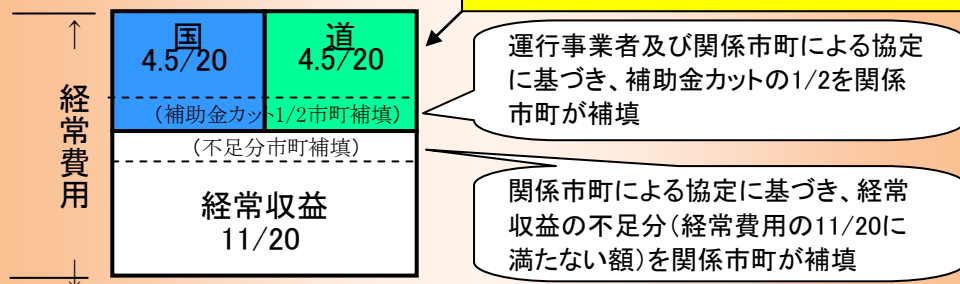 経常費用
国
4.5/20
道
4.5/20
(補助金カット1/2市町補填)
(不足分市町補填)
経常収益
11/20
運行事業者及び関係市町による協定
に基づき、補助金カットの1/2を関係
市町が補填
関係市町による協定に基づき、経常
収益の不足分(経常費用の11/20に
満たない額)を関係市町が補填